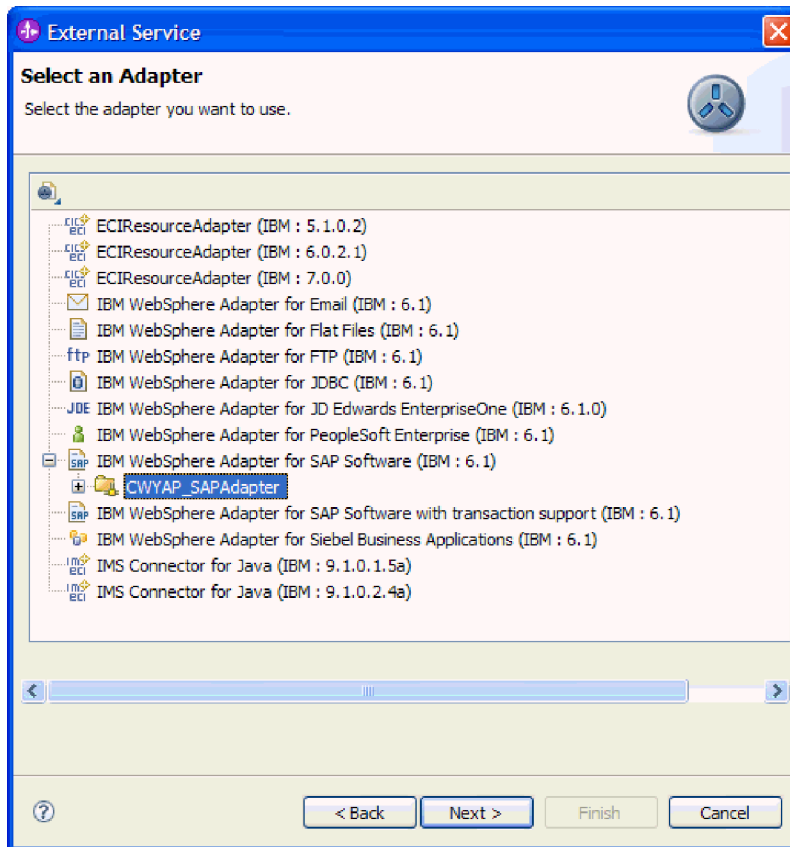 External Service
Select an Adapter
Select the adapter you want to use.
ECIResourceAdapter (IBM : 5.1.0.2)
ECIResourceAdapter (IBM : 6.0.2.1)
ECIResourceAdapter (IBM : 7.0.0)
IBM WebSphere Adapter for Email (IBM : 6.1)
IBM WebSphere Adapter for Flat Files (IBM : 6.1)
ftp IBM WebSphere Adapter for FTP (IBM : 6.1)
IBM WebSphere Adapter for JDBC (IBM : 6.1)
JDE IBM WebSphere Adapter for JD Edwards EnterpriseOne (IBM : 6.1.0)
IBM WebSphere Adapter for PeopleSoft Enterprise (IBM : 6.1)
SAP IBM WebSphere Adapter for SAP Software (IBM : 6.1)
CWYAP_SAPAdapter
SAP IBM WebSphere Adapter for SAP Software with transaction support (IBM : 6.1)
IBM WebSphere Adapter for Siebel Business Applications (IBM : 6.1)
IMS Connector for Java (IBM : 9.1.0.1.5a)
IMS Connector for Java (IBM : 9.1.0.2.4a)
? < Back Next > Finish Cancel